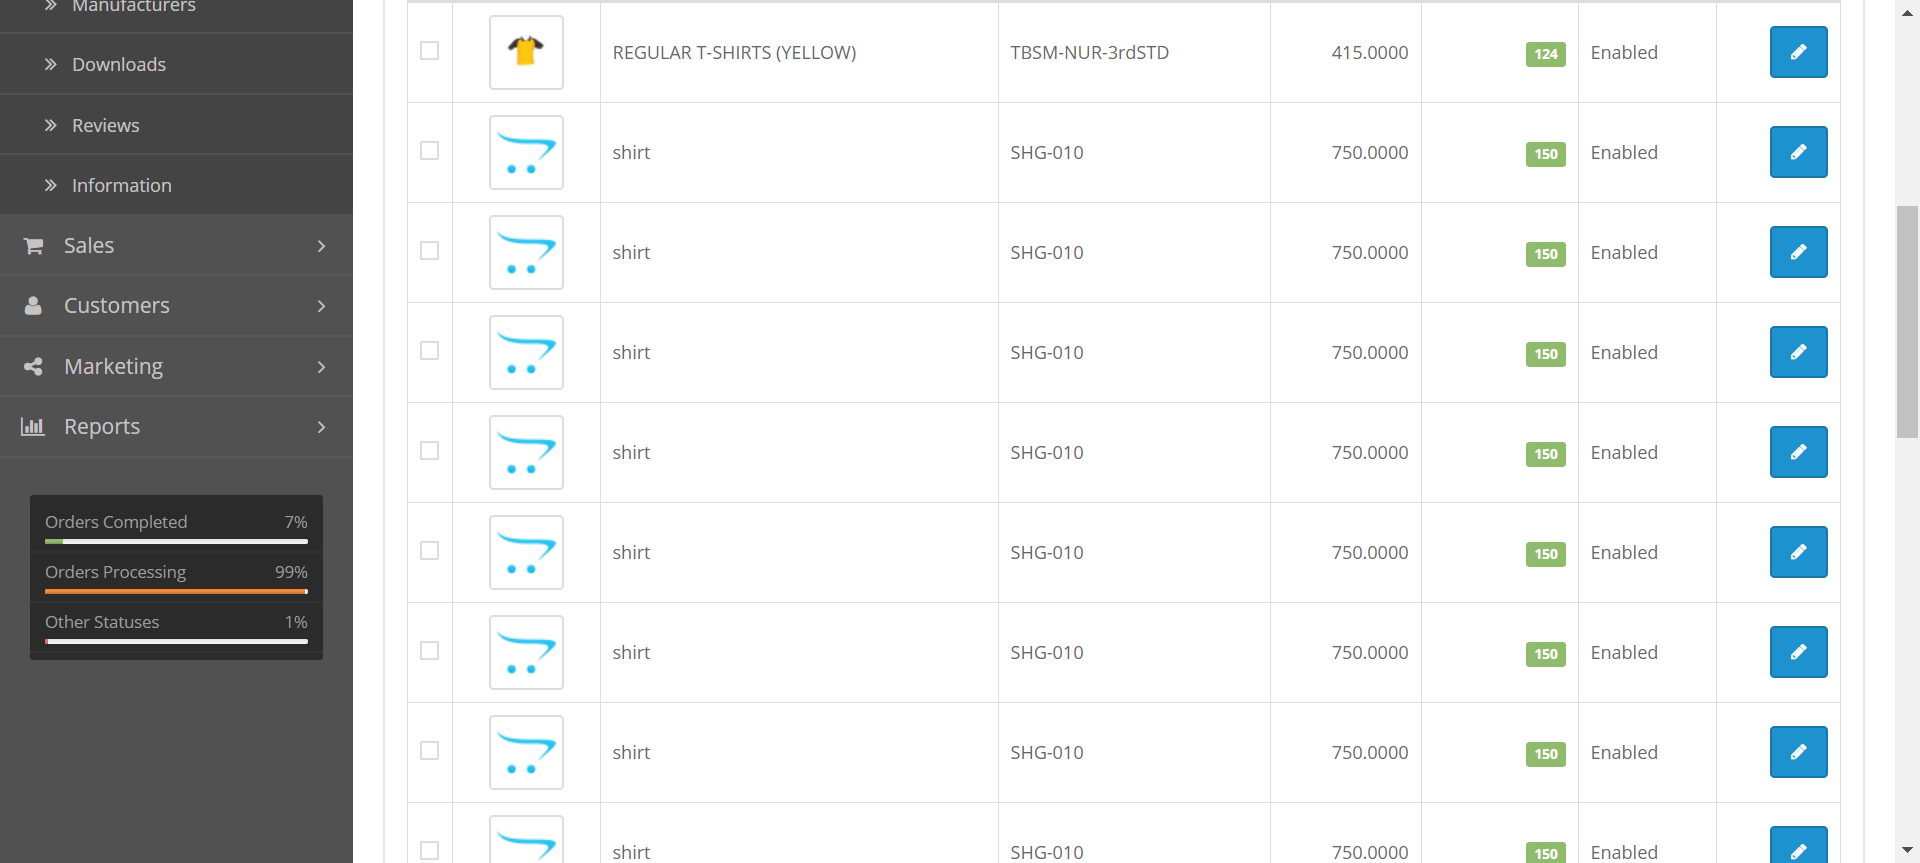 Manufacturers
Downloads
Reviews
Information
Sales
Customers
Marketing
Reports
Orders Completed 7%
Orders Processing 99%
Other Statuses 1%
REGULAR T-SHIRTS (YELLOW) TBSM-NUR-3rdSTD 415.0000 124 Enabled
shirt SHG-010 750.0000 150 Enabled
shirt SHG-010 750.0000 150 Enabled
shirt SHG-010 750.0000 150 Enabled
shirt SHG-010 750.0000 150 Enabled
shirt SHG-010 750.0000 150 Enabled
shirt SHG-010 750.0000 150 Enabled
shirt SHG-010 750.0000 150 Enabled
shirt SHG-010 750.0000 150 Enabled